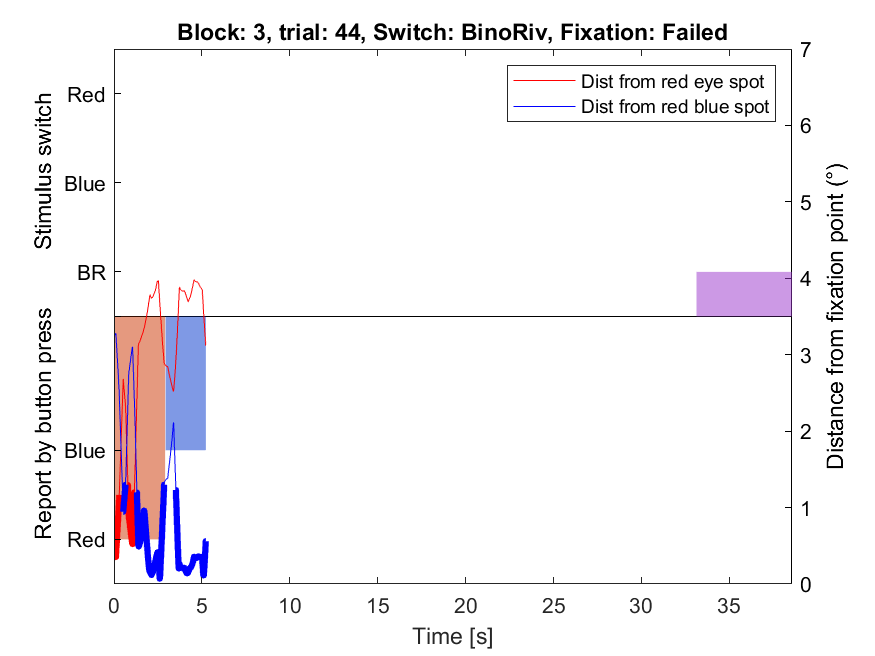 Block: 3, trial: 44, Switch: BinoRiv, Fixation: Failed
Dist from red eye spot
Dist from red blue spot
Stimulus switch
Red
Blue
BR
Report by button press
Blue
Red
0 5 10 15 20 25 30 35
Time [s]
7
6
5
4
3
2
1
0
Distance from fixation point (°)